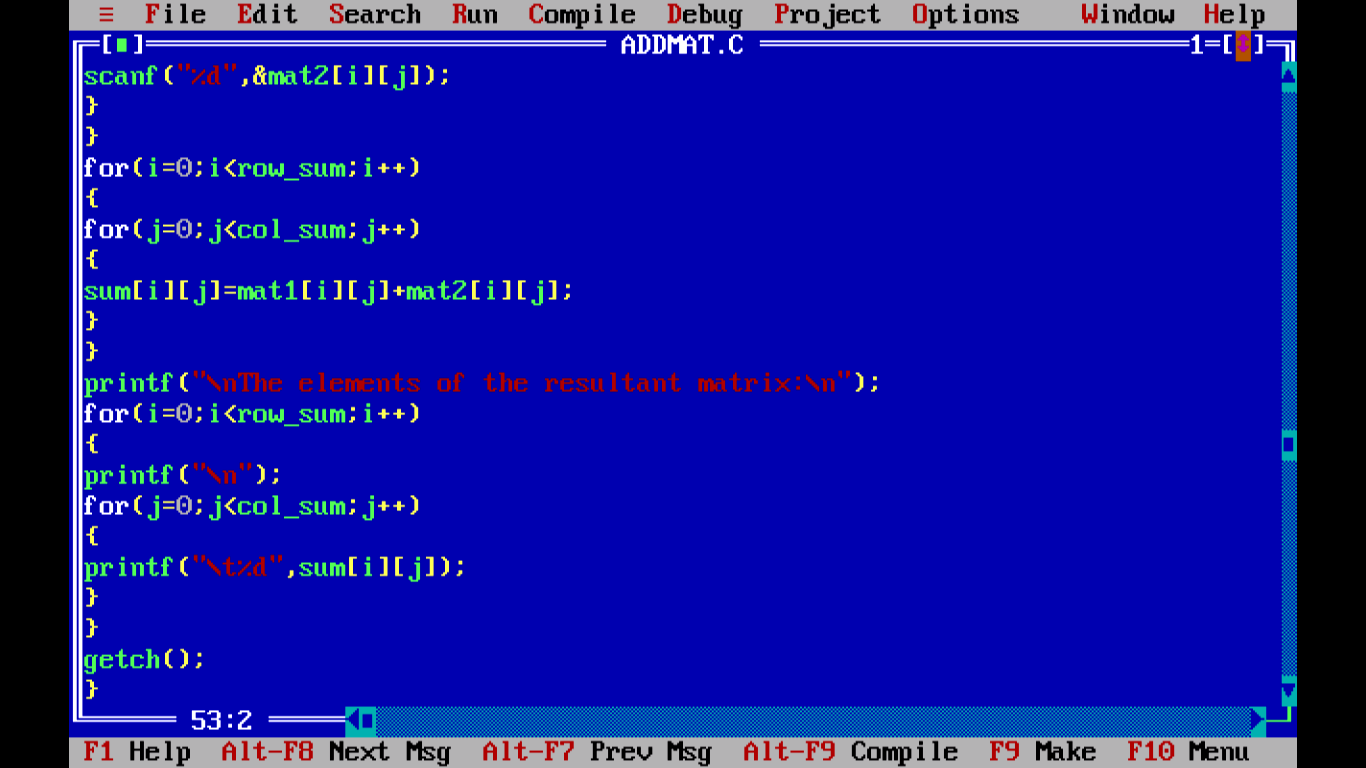 ≡ File Edit Search Run Compile Debug Project Options Window Help
[■] ADDMAT.C 1=[↕]
scanf("%d",&mat2[i][j]);
}
}
for(i=0;i<row_sum;i++)
{
for(j=0;j<col_sum;j++)
{
sum[i][j]=mat1[i][j]+mat2[i][j];
}
}
printf("\nThe elements of the resultant matrix:\n");
for(i=0;i<row_sum;i++)
{
printf("\n");
for(j=0;j<col_sum;j++)
{
printf("\t%d",sum[i][j]);
}
}
getch();
}
53:2
F1 Help Alt-F8 Next Msg Alt-F7 Prev Msg Alt-F9 Compile F9 Make F10 Menu